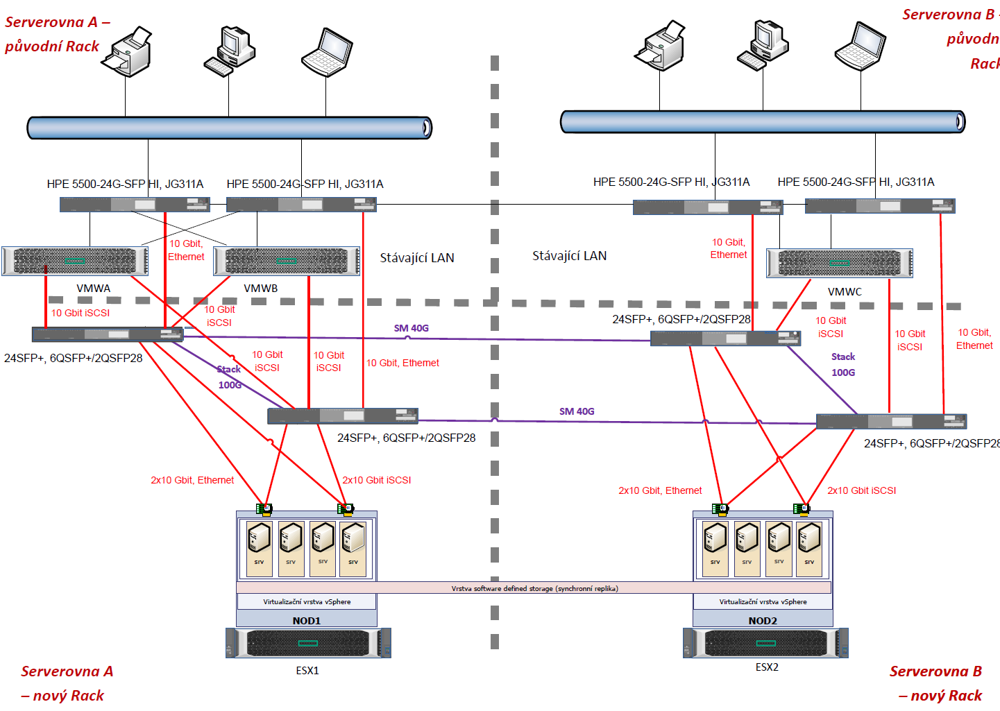 Serverovna A –
původní Rack
Serverovna B -
původn
Rack
HPE 5500-24G-SFP HI, JG311A
HPE 5500-24G-SFP HI, JG311A
HPE 5500-24G-SFP HI, JG311A
HPE 5500-24G-SFP HI, JG311A
10 Gbit,
Ethernet
Stávající LAN
Stávající LAN
10 Gbit,
Ethernet
VMWA
VMWB
VMWC
10 Gbit iSCSI
10 Gbit
iSCSI
SM 40G
24SFP+, 6QSFP+/2QSFP28
10 Gbit
iSCSI
10 Gbit
iSCSI
10 Gbit,
Ethernet
24SFP+, 6QSFP+/2QSFP28
Stack
100G
10 Gbit
iSCSI
10 Gbit
iSCSI
10 Gbit, Ethernet
Stack
100G
SM 40G
24SFP+, 6QSFP+/2QSFP28
24SFP+, 6QSFP+/2QSFP28
2x10 Gbit, Ethernet
2x10 Gbit iSCSI
2x10 Gbit, Ethernet
2x10 Gbit iSCSI
srv
srv
srv
srv
srv
srv
srv
srv
Vrstva software defined storage (synchronní replika)
Virtualizační vrstva vSphere
Virtualizační vrstva vSphere
NOD1
NOD2
ESX1
ESX2
Serverovna A
– nový Rack
Serverovna B
– nový Rack